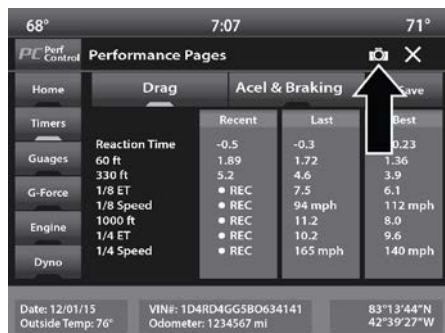 68° 7:07 71°
PC Perf Control Performance Pages
Home Drag Acel & Braking ave
Timers Recent Last Best
Reaction Time -0.5 -0.3 0.23
60 ft 1.89 1.72 1.36
Guages 330 ft 5.2 4.6 3.9
1/8 ET • REC 7.5 6.1
G-Force 1/8 Speed • REC 94 mph 112 mph
1000 ft • REC 11.2 8.0
Engine 1/4 ET • REC 10.2 9.6
1/4 Speed • REC 165 mph 140 mph
Dyno
Date: 12/01/15 VIN#: 1D4RD4GG5BO634141 83°13'44"N
Outside Temp: 76° Odometer: 1234567 mi 42°39'27"W